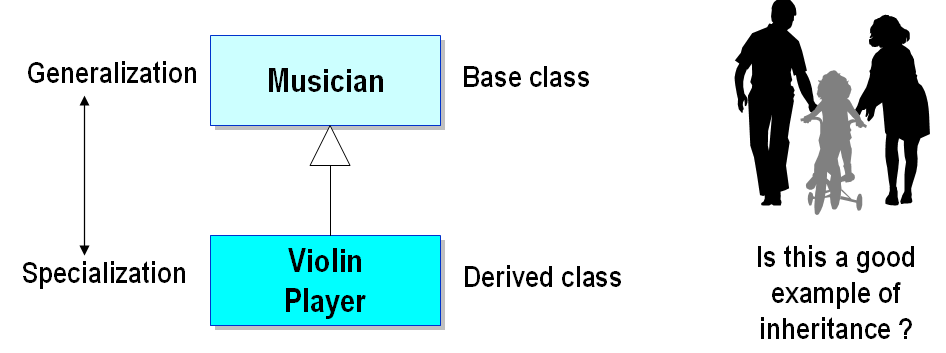 Generalization
Musician
Base class
Specialization
Violin
Player
Derived class
Is this a good
example of
inheritance ?